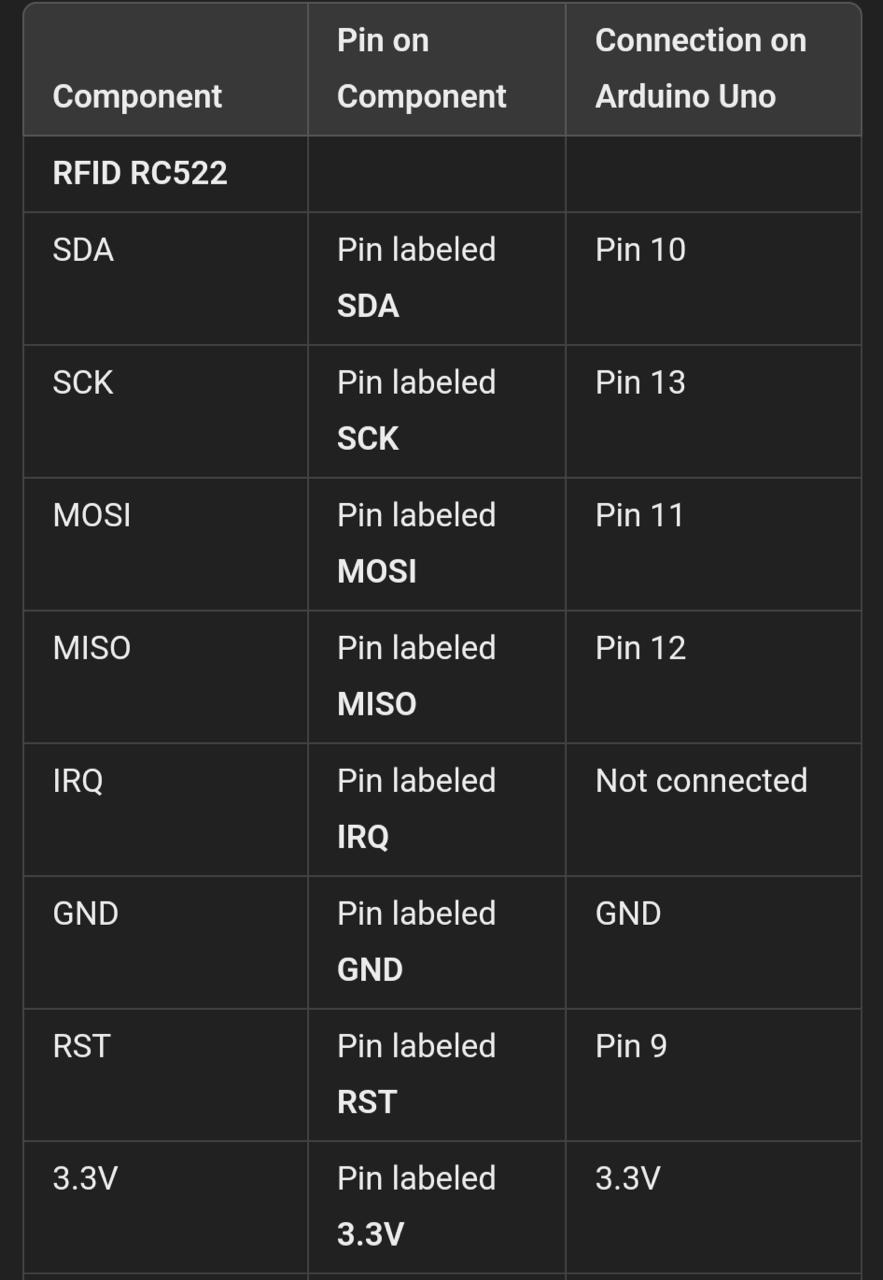 Component
Pin on
Component
Connection on
Arduino Uno
RFID RC522
SDA
Pin labeled
SDA
Pin 10
SCK
Pin labeled
SCK
Pin 13
MOSI
Pin labeled
MOSI
Pin 11
MISO
Pin labeled
MISO
Pin 12
IRQ
Pin labeled
IRQ
Not connected
GND
Pin labeled
GND
GND
RST
Pin labeled
RST
Pin 9
3.3V
Pin labeled
3.3V
3.3V